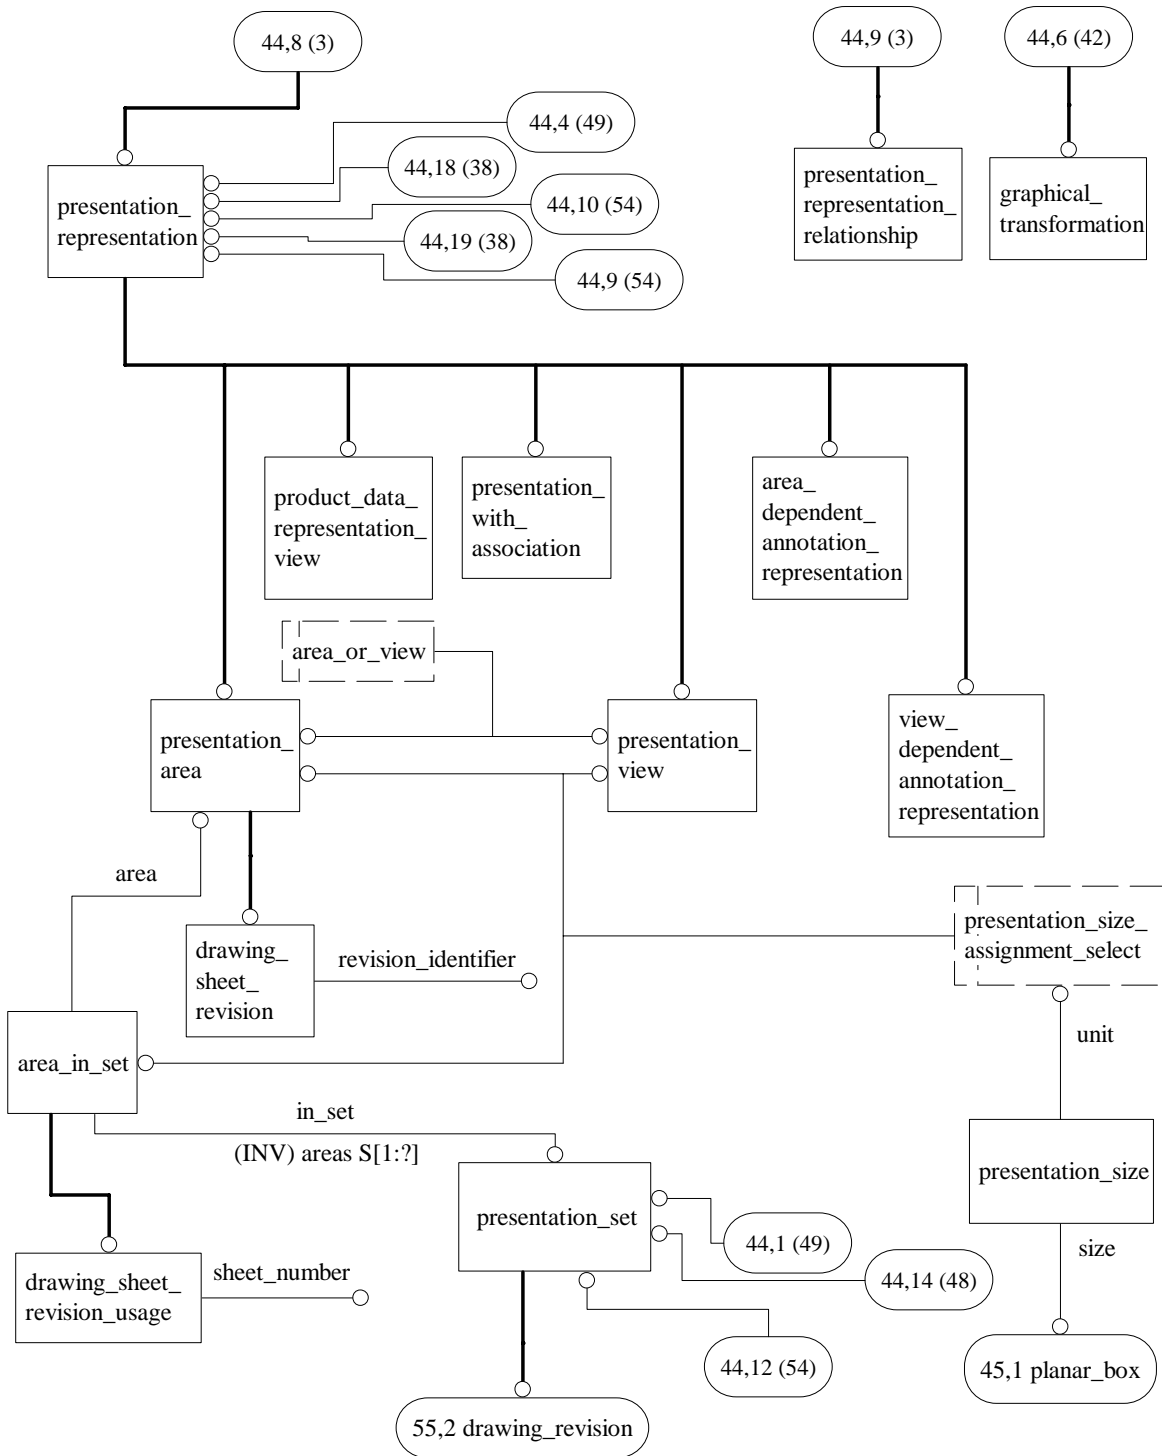 44,8 (3)
44,9 (3)
44,6 (42)
44,4 (49)
44,18 (38)
44,10 (54)
44,19 (38)
44,9 (54)
presentation_
representation
presentation_
representation_
relationship
graphical_
transformation
product_data_
representation_
view
presentation_
with_
association
area_
dependent_
annotation_
representation
area_or_view
presentation_
area
presentation_
view
view_
dependent_
annotation_
representation
area
drawing_
sheet_
revision
revision_identifier
presentation_size_
assignment_select
unit
area_in_set
in_set
(INV) areas S[1:?]
presentation_set
presentation_size
44,1 (49)
44,14 (48)
size
drawing_sheet_
revision_usage
sheet_number
44,12 (54)
45,1 planar_box
55,2 drawing_revision